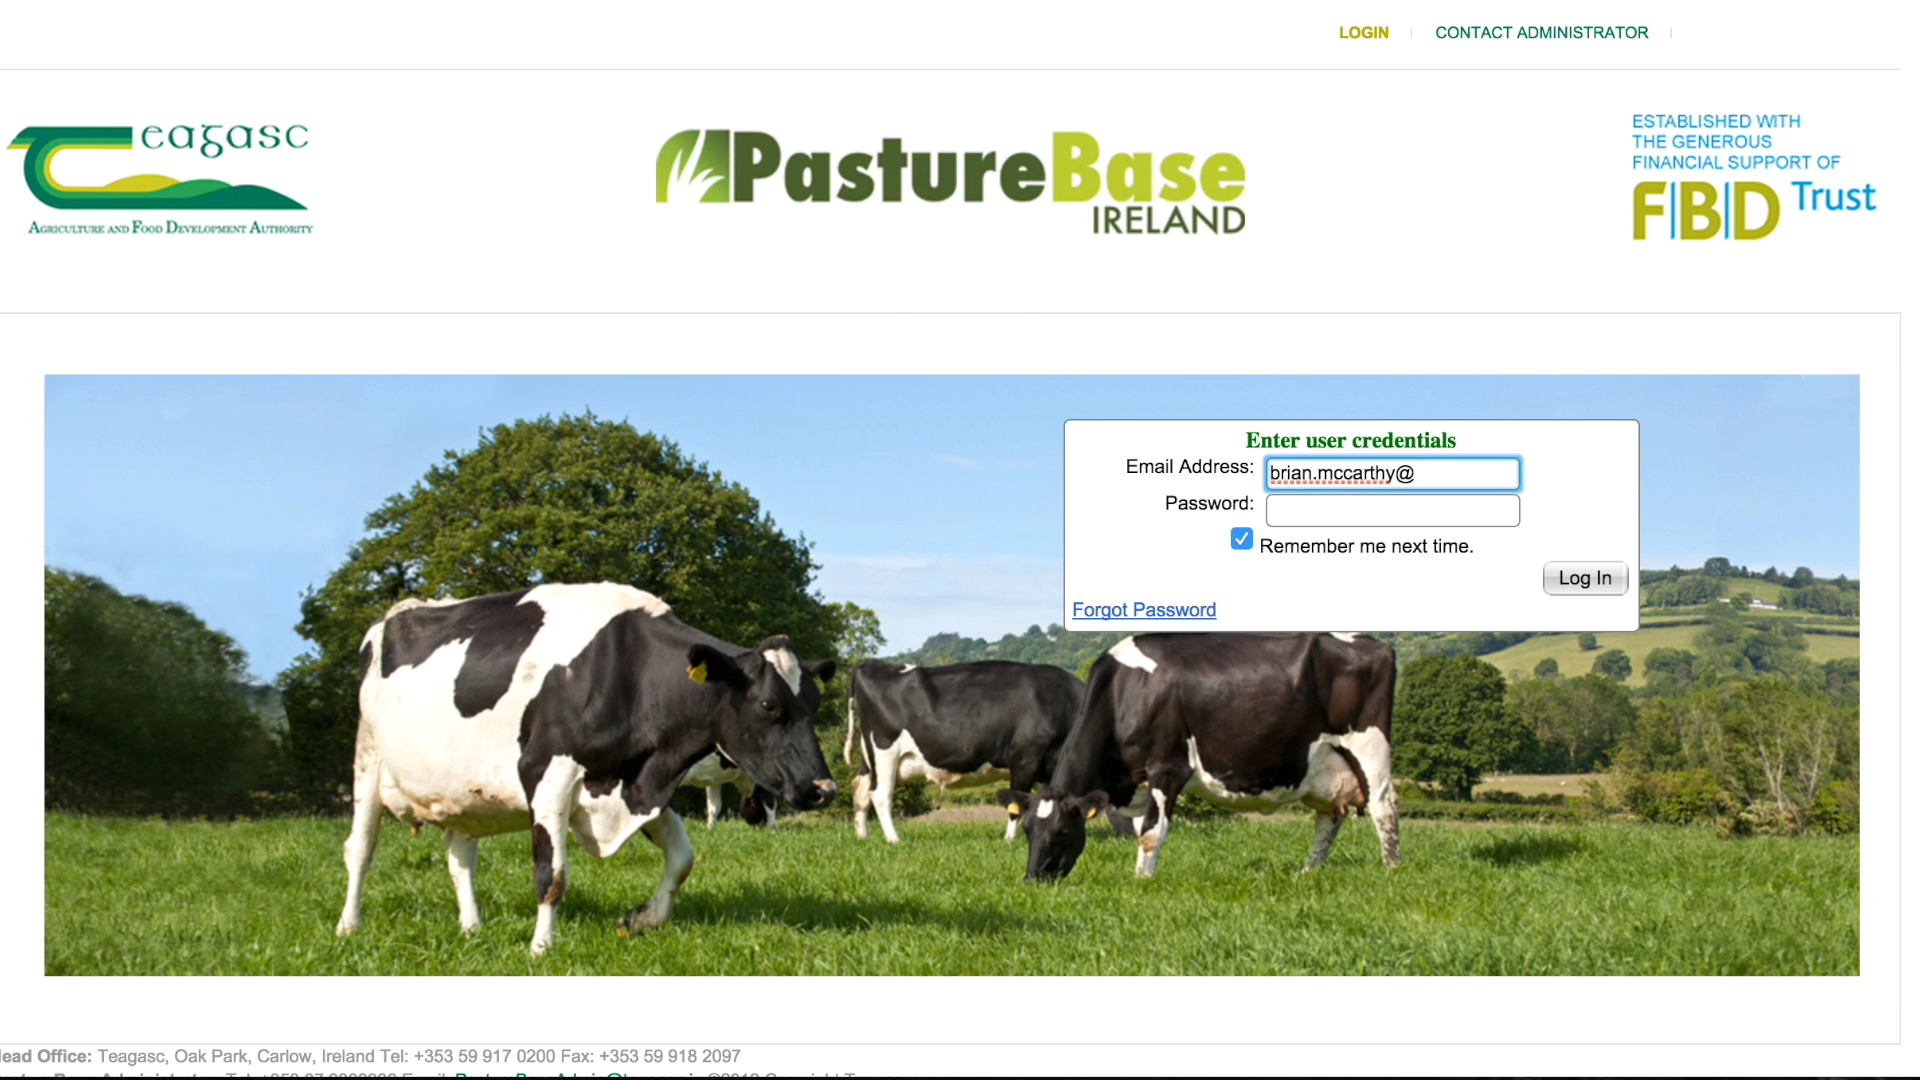 LOGIN
CONTACT ADMINISTRATOR
Teagasc
AGRICULTURE AND FOOD DEVELOPMENT AUTHORITY
PastureBase
IRELAND
ESTABLISHED WITH
THE GENEROUS
FINANCIAL SUPPORT OF
FBD Trust
Enter user credentials
Email Address: brian.mccarthy@
Password:
Remember me next time.
Log In
Forgot Password
Office: Teagasc, Oak Park, Carlow, Ireland Tel: +353 59 917 0200 Fax: +353 59 918 2097